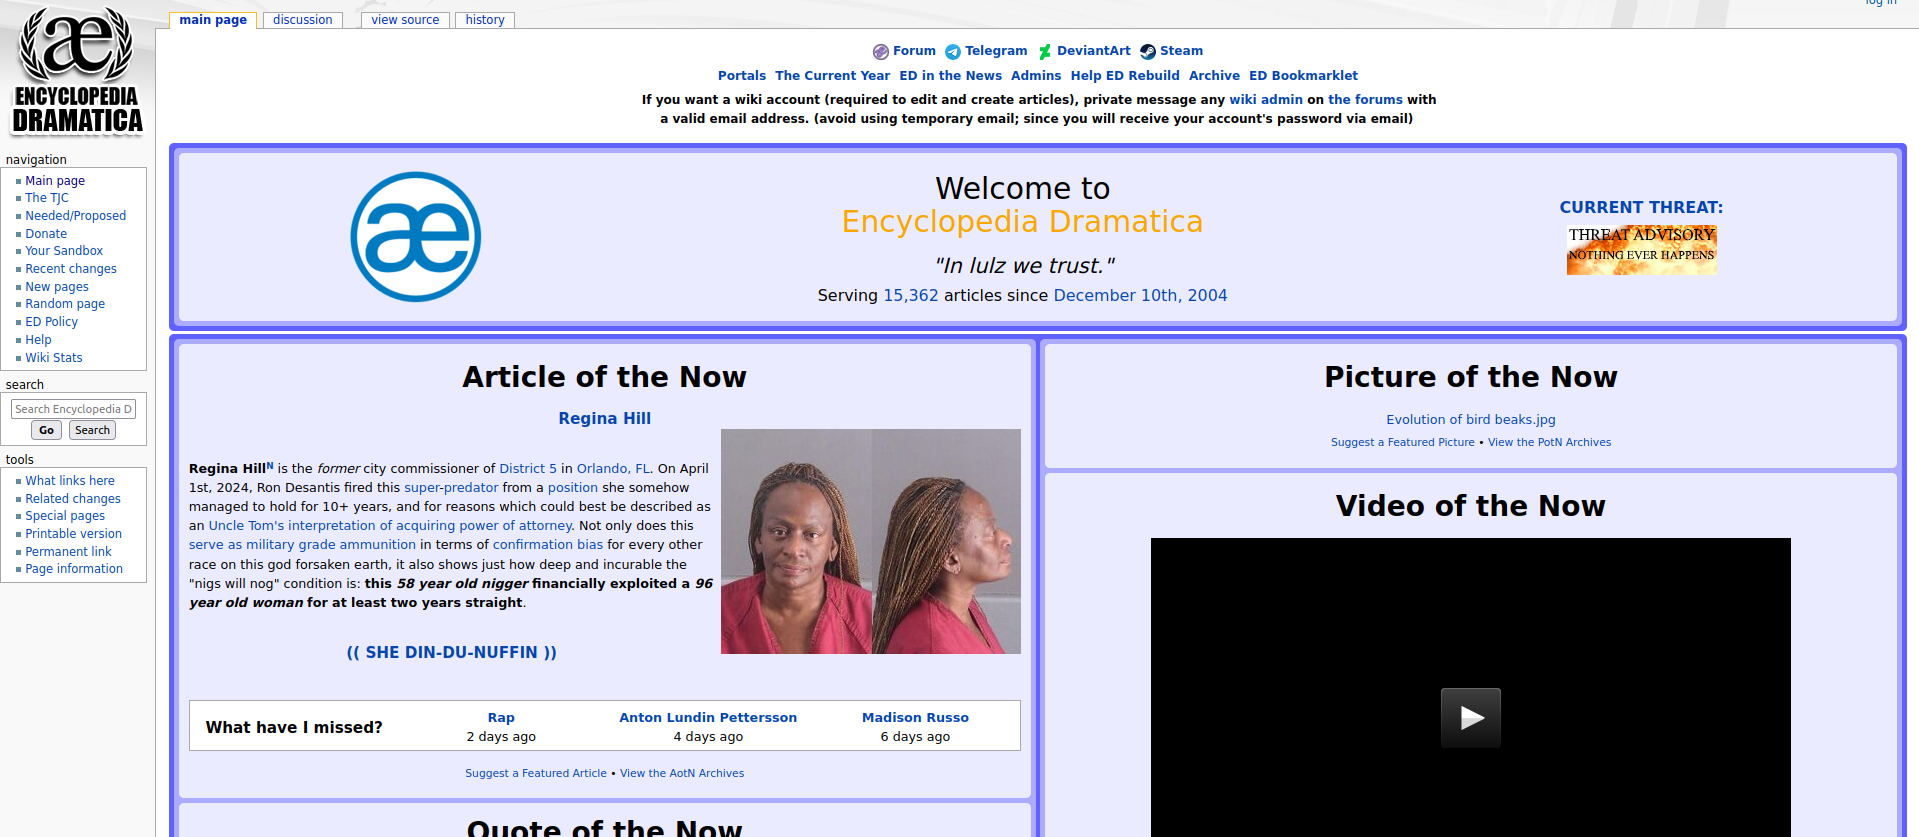 log in
main page
discussion
view source
history
ENCYCLOPEDIA
DRAMATICA
navigation
Main page
The TJC
Needed/Proposed
Donate
Your Sandbox
Recent changes
New pages
Random page
ED Policy
Help
Wiki Stats
search
Search Encyclopedia D
Go Search
tools
What links here
Related changes
Special pages
Printable version
Permanent link
Page information
Forum Telegram DeviantArt Steam
Portals The Current Year ED in the News Admins Help ED Rebuild Archive ED Bookmarklet
If you want a wiki account (required to edit and create articles), private message any wiki admin on the forums with
a valid email address. (avoid using temporary email; since you will receive your account's password via email)
æ
Welcome to
Encyclopedia Dramatica
"In lulz we trust."
Serving 15,362 articles since December 10th, 2004
CURRENT THREAT:
THREAT ADVISORY
NOTHING EVER HAPPENS
Article of the Now
Regina Hill
Regina Hillᴺ is the former city commissioner of District 5 in Orlando, FL. On April
1st, 2024, Ron Desantis fired this super-predator from a position she somehow
managed to hold for 10+ years, and for reasons which could best be described as
an Uncle Tom's interpretation of acquiring power of attorney. Not only does this
serve as military grade ammunition in terms of confirmation bias for every other
race on this god forsaken earth, it also shows just how deep and incurable the
"nigs will nog" condition is: this 58 year old nigger financially exploited a 96
year old woman for at least two years straight.
(( SHE DIN-DU-NUFFIN ))
What have I missed?
Rap
2 days ago
Anton Lundin Pettersson
4 days ago
Madison Russo
6 days ago
Suggest a Featured Article • View the AotN Archives
Quote of the Now
Picture of the Now
Evolution of bird beaks.jpg
Suggest a Featured Picture • View the PotN Archives
Video of the Now